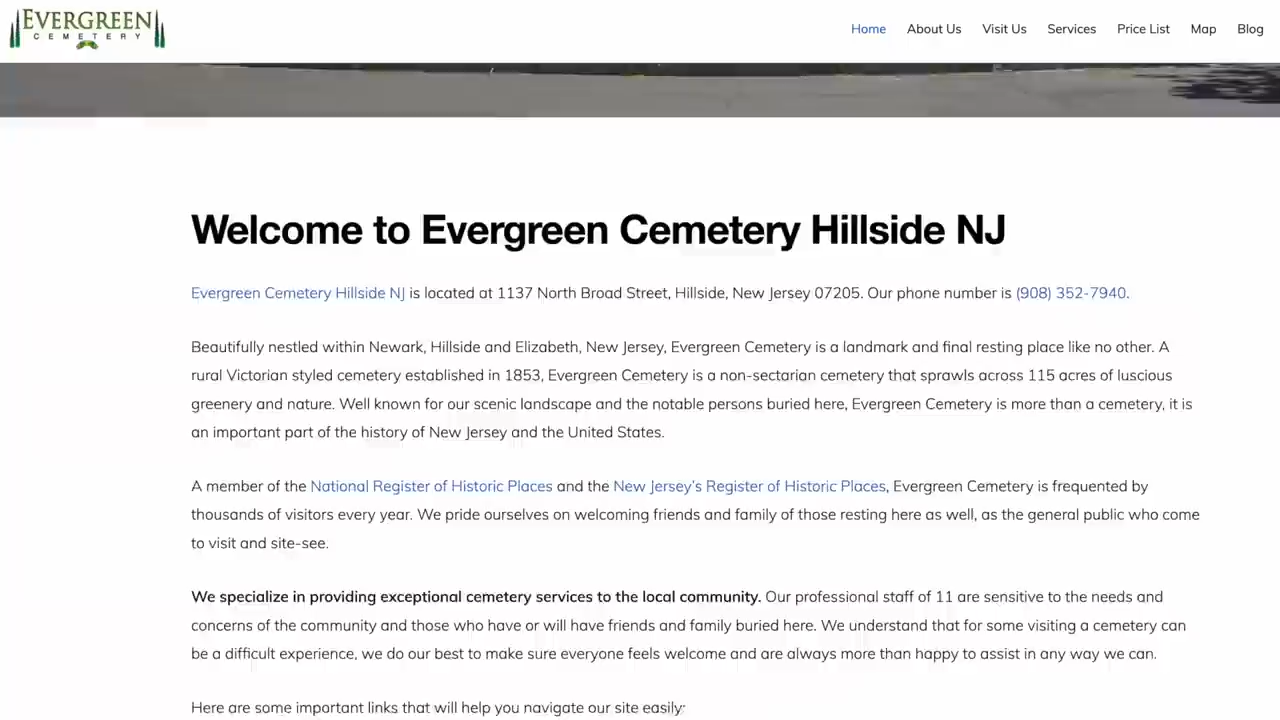 EVERGREEN
CEMETERY
Home About Us Visit Us Services Price List Map Blog
Welcome to Evergreen Cemetery Hillside NJ
Evergreen Cemetery Hillside NJ is located at 1137 North Broad Street, Hillside, New Jersey 07205. Our phone number is (908) 352-7940.
Beautifully nestled within Newark, Hillside and Elizabeth, New Jersey, Evergreen Cemetery is a landmark and final resting place like no other. A
rural Victorian styled cemetery established in 1853, Evergreen Cemetery is a non-sectarian cemetery that sprawls across 115 acres of luscious
greenery and nature. Well known for our scenic landscape and the notable persons buried here, Evergreen Cemetery is more than a cemetery, it is
an important part of the history of New Jersey and the United States.
A member of the National Register of Historic Places and the New Jersey’s Register of Historic Places, Evergreen Cemetery is frequented by
thousands of visitors every year. We pride ourselves on welcoming friends and family of those resting here as well, as the general public who come
to visit and site-see.
We specialize in providing exceptional cemetery services to the local community. Our professional staff of 11 are sensitive to the needs and
concerns of the community and those who have or will have friends and family buried here. We understand that for some visiting a cemetery can
be a difficult experience, we do our best to make sure everyone feels welcome and are always more than happy to assist in any way we can.
Here are some important links that will help you navigate our site easily: